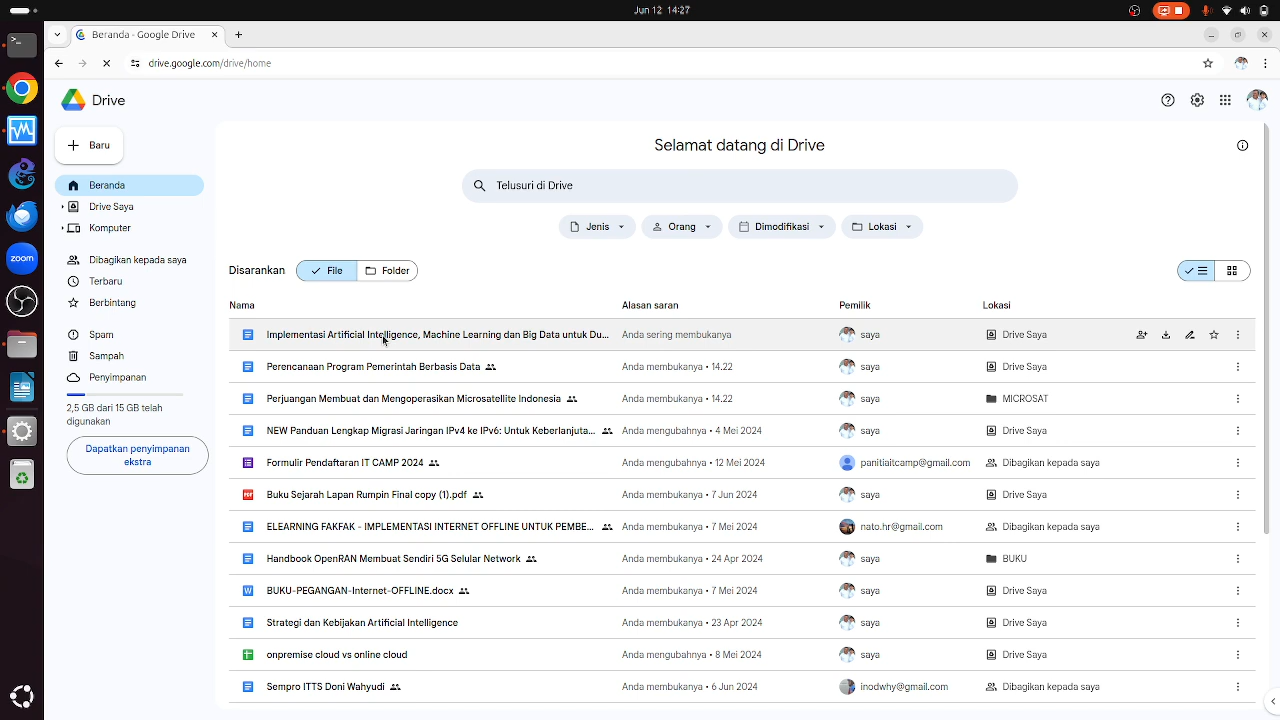 Jun 12 14:27
Beranda - Google Drive
drive.google.com/drive/home
Drive
Baru
Beranda
Drive Saya
Komputer
Dibagikan kepada saya
Terbaru
Berbintang
Spam
Sampah
Penyimpanan
2,5 GB dari 15 GB telah
digunakan
Dapatkan penyimpanan
ekstra
zoom
Selamat datang di Drive
Telusuri di Drive
Jenis Orang Dimodifikasi Lokasi
Disarankan File Folder
Nama Alasan saran Pemilik Lokasi
Implementasi Artificial Intelligence, Machine Learning dan Big Data untuk Du... Anda sering membukanya saya Drive Saya
Perencanaan Program Pemerintah Berbasis Data Anda membukanya • 14.22 saya Drive Saya
Perjuangan Membuat dan Mengoperasikan Microsatellite Indonesia Anda membukanya • 14.22 saya MICROSAT
NEW Panduan Lengkap Migrasi Jaringan IPv4 ke IPv6: Untuk Keberlanjuta... Anda mengubahnya • 4 Mei 2024 saya Drive Saya
Formulir Pendaftaran IT CAMP 2024 Anda mengubahnya • 12 Mei 2024 panitiaitcamp@gmail.com Dibagikan kepada saya
PDF Buku Sejarah Lapan Rumpin Final copy (1).pdf Anda membukanya • 7 Jun 2024 saya Drive Saya
ELEARNING FAKFAK - IMPLEMENTASI INTERNET OFFLINE UNTUK PEMBE... Anda membukanya • 7 Mei 2024 nato.hr@gmail.com Dibagikan kepada saya
Handbook OpenRAN Membuat Sendiri 5G Selular Network Anda membukanya • 24 Apr 2024 saya BUKU
W BUKU-PEGANGAN-Internet-OFFLINE.docx Anda membukanya • 7 Mei 2024 saya Drive Saya
Strategi dan Kebijakan Artificial Intelligence Anda membukanya • 23 Apr 2024 saya Drive Saya
onpremise cloud vs online cloud Anda mengubahnya • 8 Mei 2024 saya Drive Saya
Sempro ITTS Doni Wahyudi Anda membukanya • 6 Jun 2024 inodwhy@gmail.com Dibagikan kepada saya